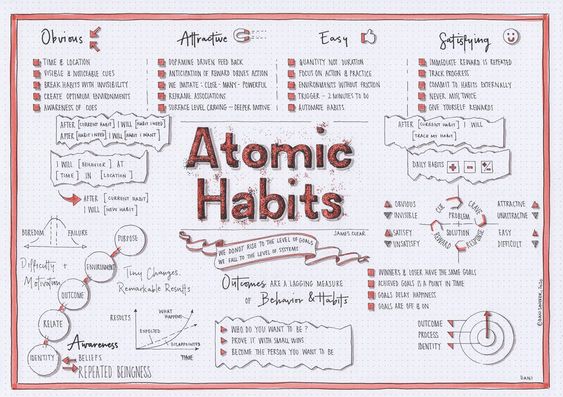 Obvious
TIME & LOCATION
VISIBLE & NOTICABLE CUES
BREAK HABITS WITH INVISIBILITY
CREATE OPTIMUM ENVIRONMENTS
AWARENESS OF CUES
Attractive
DOPAMINE DRIVEN FEED BACK
ANTICIPATION OF REWARD DRIVES ACTION
WE IMITATE : CLOSE - MANY - POWERFUL
REFRAME ASSOCIATIONS
SURFACE LEVEL CRAVING - DEEPER MOTIVE
Easy
QUANTITY NOT DURATION
FOCUS ON ACTION & PRACTICE
ENVIRONMENTS WITHOUT FRICTION
TRIGGER - 2 MINUTES TO DO
AUTOMATE HABITS
Satisfying
IMMEDIATE REWARD IS REPEATED
TRACK PROGRESS
COMMIT TO HABITS EXTERNALLY
NEVER MISS TWICE
GIVE YOURSELF REWARDS
AFTER [CURRENT HABIT] I WILL [HABIT I NEED]
AFTER [HABIT I NEED] I WILL [HABIT I WANT]
I WILL [BEHAVIOR] AT
TIME IN [LOCATION]
AFTER [CURRENT HABIT]
I WILL [NEW HABIT]
Atomic
Habits
JAMES CLEAR
WE DO NOT RISE TO THE LEVEL OF GOALS
WE FALL TO THE LEVEL OF SYSTEMS
AFTER [CURRENT HABIT] I WILL
[TRACK MY HABIT]
DAILY HABITS + - +/-
OBVIOUS
INVISIBLE
SATISFY
UNSATISFY
CUE
CRAVE
PROBLEM
SOLUTION
REWARD
RESPONSE
ATTRACTIVE
UNATTRACTIVE
EASY
DIFFICULT
BOREDOM
FAILURE
Difficulty +
Motivation
PURPOSE
ENVIRONMENT
OUTCOME
RELATE
IDENTITY
Tiny Changes,
Remarkable Results
RESULTS
WHAT HAPPENS
EXPECTED
DISAPPOINTED
TIME
Awareness
BELIEFS
REPEATED BEINGNESS
Outcomes ARE A LAGGING MEASURE
OF Behavior & Habits
WHO DO YOU WANT TO BE ?
PROVE IT WITH SMALL WINS
BECOME THE PERSON YOU WANT TO BE
WINNERS & LOSER HAVE THE SAME GOALS
ACHIEVED GOALS IS A POINT IN TIME
GOALS DELAY HAPPINESS
GOALS ARE OFF & ON
OUTCOME
PROCESS
IDENTITY
DANI